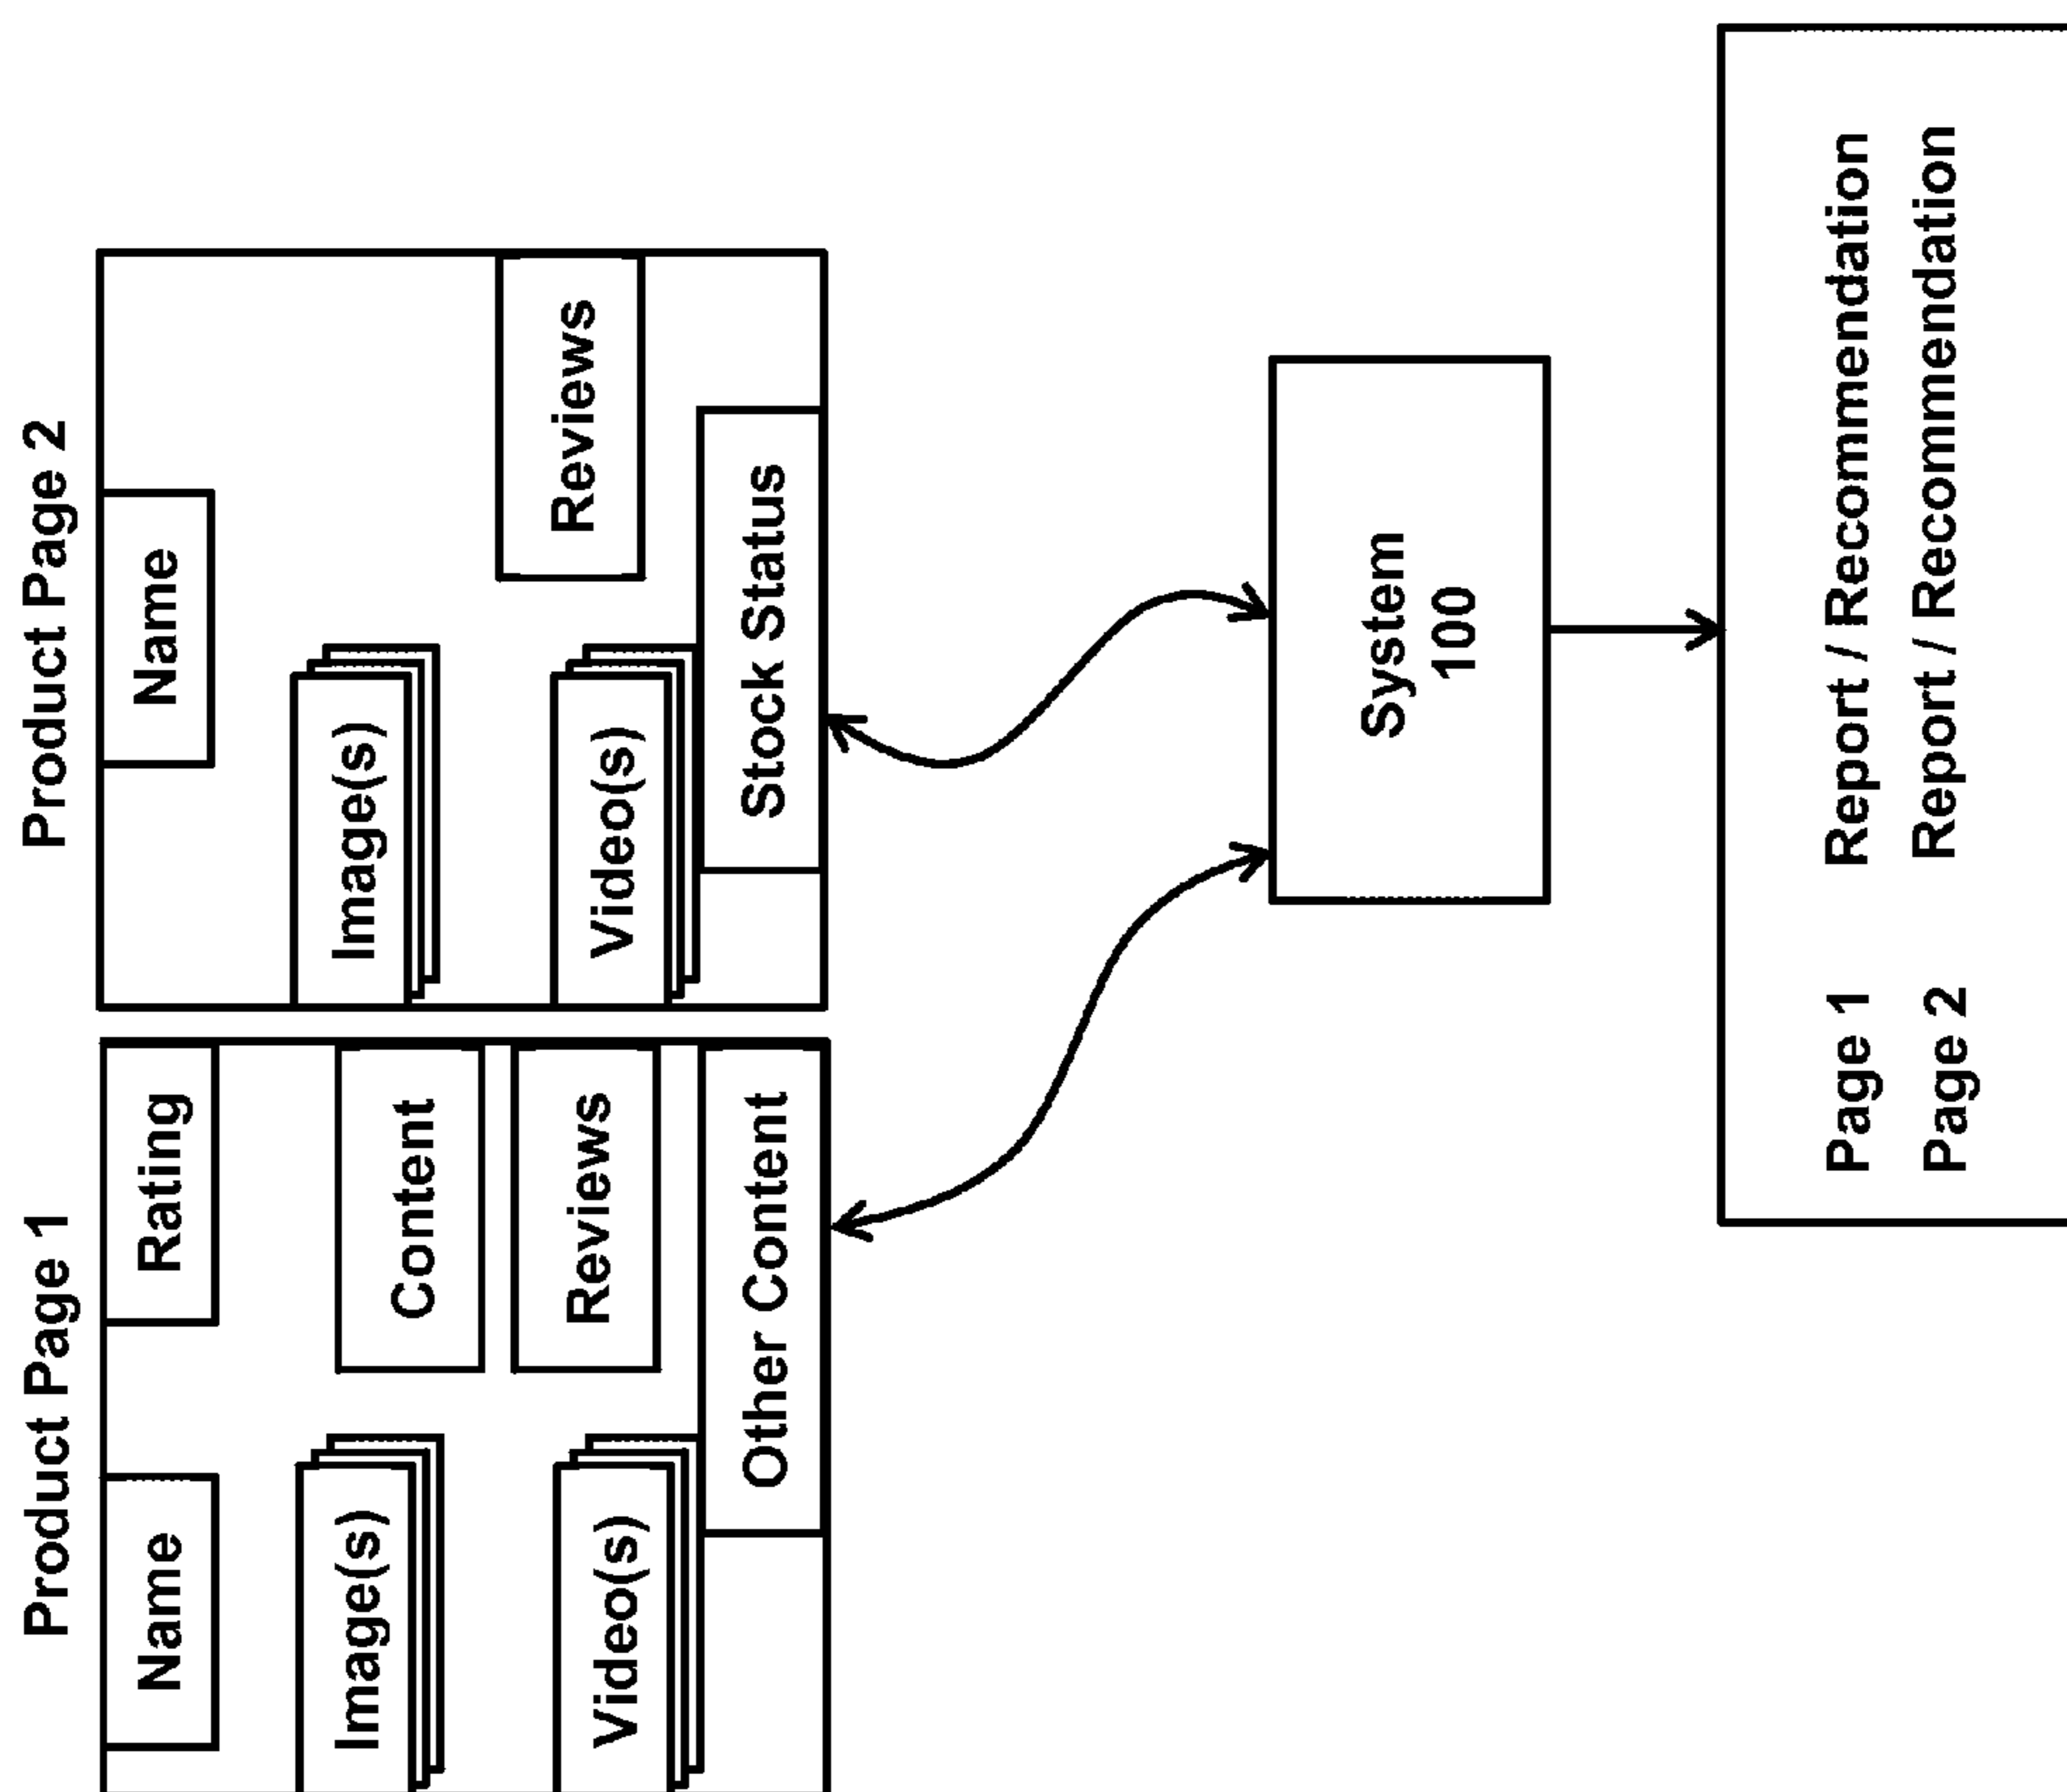 Product Page 1
Name
Rating
Image(s)
Content
Video(s)
Reviews
Other Content
Product Page 2
Name
Image(s)
Reviews
Video(s)
Stock Status
System
100
Page 1 Report / Recommendation
Page 2 Report / Recommendation